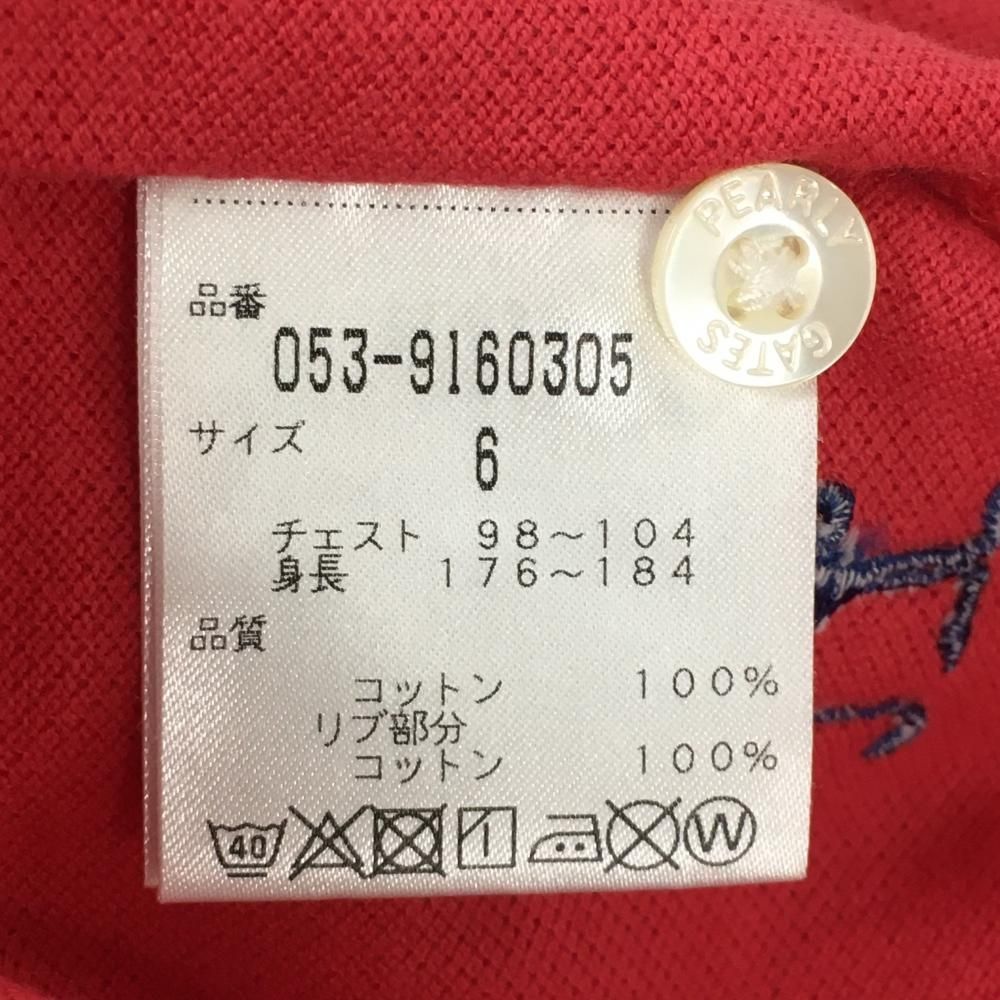 PEARLY
GATES
品番
053-9160305
サイズ
6
チェスト 98～104
身長 176～184
品質
コットン 100%
リブ部分
コットン 100%
40
W